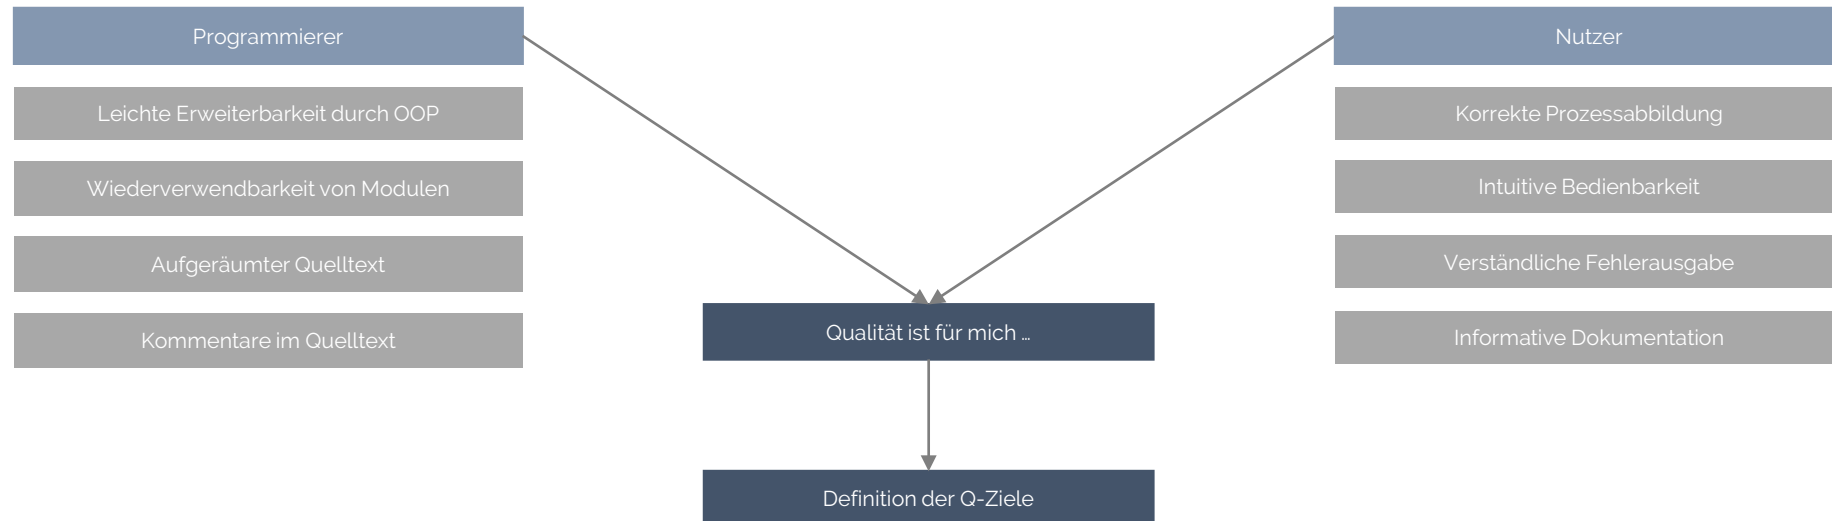 Programmierer
Leichte Erweiterbarkeit durch OOP
Wiederverwendbarkeit von Modulen
Aufgeräumter Quelltext
Kommentare im Quelltext
Nutzer
Korrekte Prozessabbildung
Intuitive Bedienbarkeit
Verständliche Fehlerausgabe
Informative Dokumentation
Qualität ist für mich …
Definition der Q-Ziele